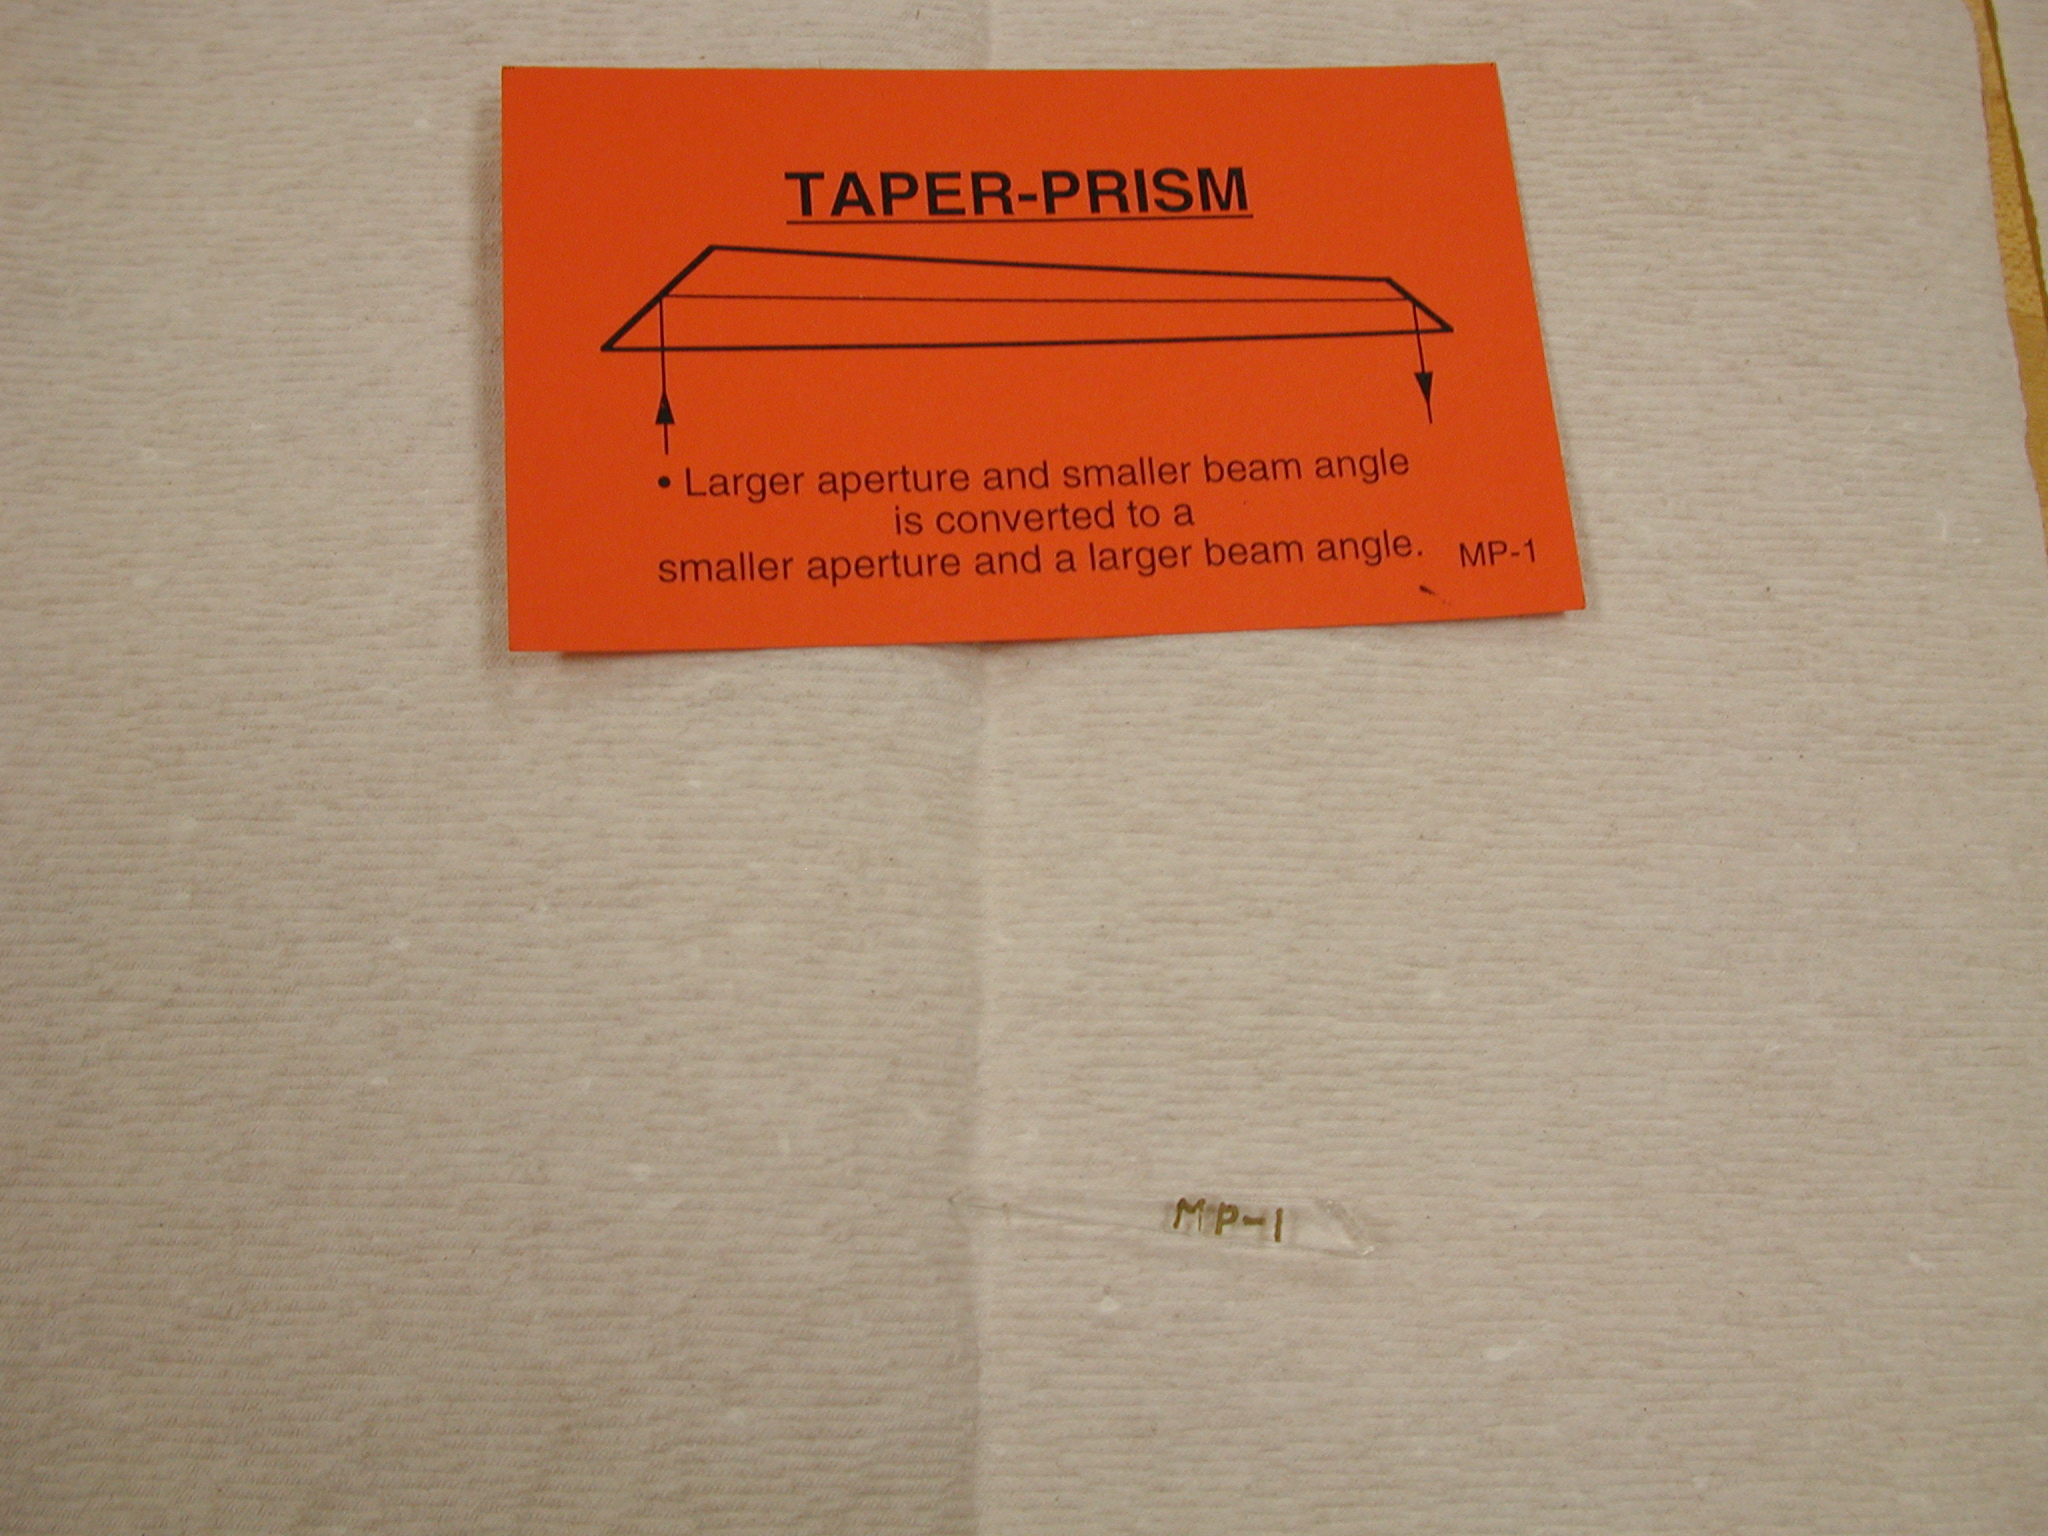 TAPER-PRISM
• Larger aperture and smaller beam angle
is converted to a
smaller aperture and a larger beam angle.
MP-1
MP-1